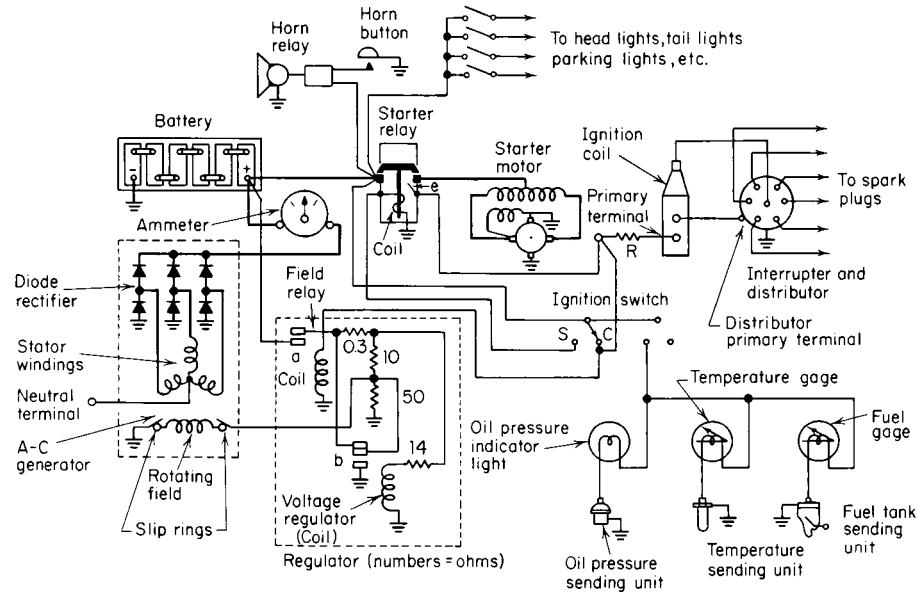 Horn
relay
Horn
button
To head lights, tail lights
parking lights, etc.
Battery
-
+
Starter
relay
Starter
motor
Ignition
coil
e
Primary
terminal
To spark
plugs
Ammeter
Coil
R
Diode
rectifier
Field
relay
Ignition switch
Interrupter and
distributor
S
C
Distributor
primary terminal
a
0.3
10
Coil
Stator
windings
50
Neutral
terminal
Temperature gage
Fuel
gage
A-C
generator
Oil pressure
indicator
light
b
14
Rotating
field
Voltage
regulator
(Coil)
Slip rings
Regulator (numbers = ohms)
Oil pressure
sending unit
Temperature
sending unit
Fuel tank
sending
unit